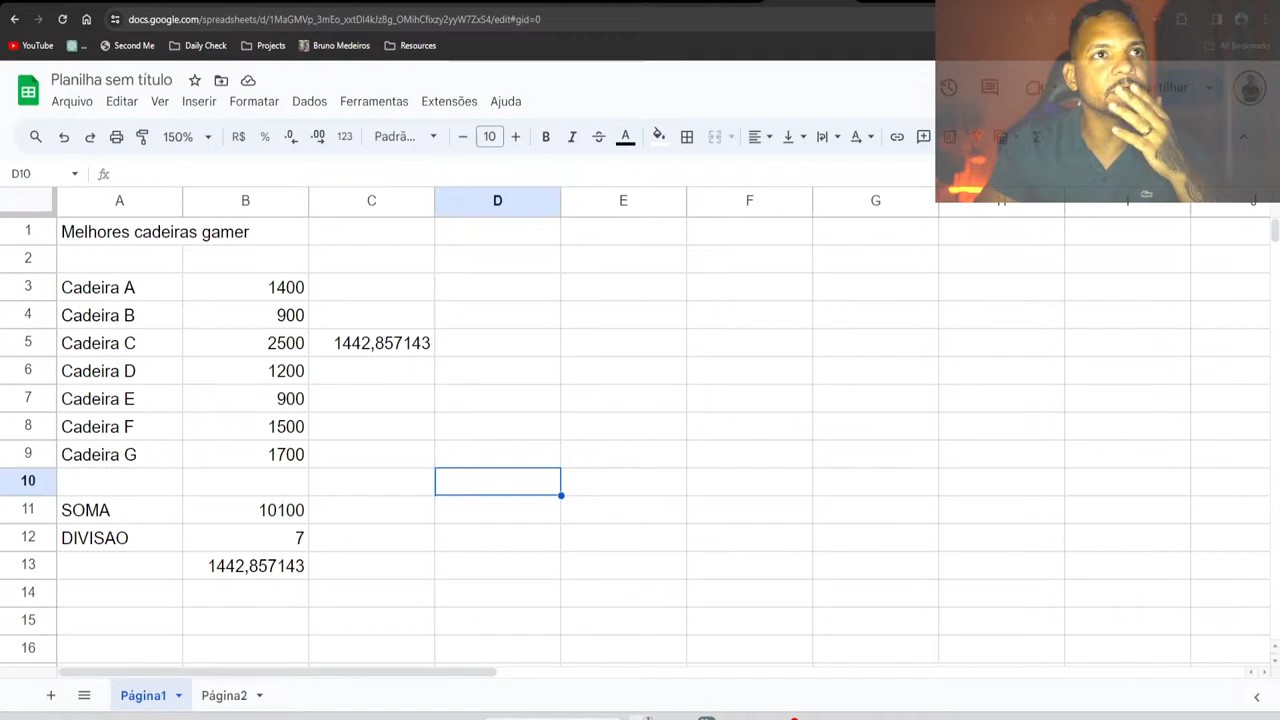 docs.google.com/spreadsheets/d/1MaGMVp_3mEo_xxtDl4kJz8g_OMihCfixzy2yyW7ZxS4/edit#gid=0
YouTube ... Second Me Daily Check Projects Bruno Medeiros Resources All Bookmarks
Planilha sem título
Arquivo Editar Ver Inserir Formatar Dados Ferramentas Extensões Ajuda
150% R$ % .0 .00 123 Padrã... 10 B I S A
D10 fx
A B C D E F G H I J
1 Melhores cadeiras gamer
2
3 Cadeira A 1400
4 Cadeira B 900
5 Cadeira C 2500 1442,857143
6 Cadeira D 1200
7 Cadeira E 900
8 Cadeira F 1500
9 Cadeira G 1700
10
11 SOMA 10100
12 DIVISAO 7
13 1442,857143
14
15
16
Página1 Página2